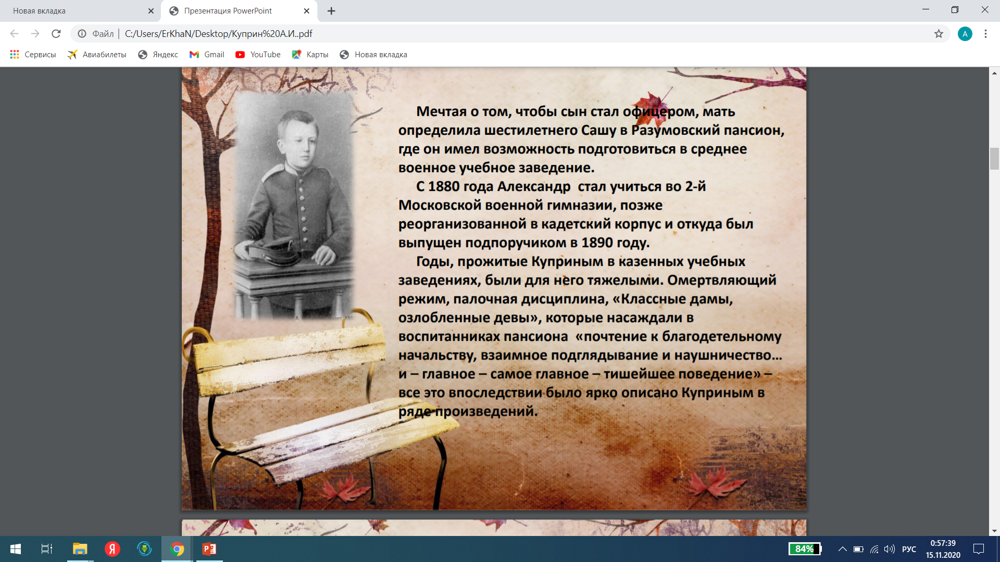 Новая вкладка
Презентация PowerPoint
Файл
C:/Users/ErKhaN/Desktop/Куприн%20А.И..pdf
А
Сервисы
Авиабилеты
Яндекс
Gmail
YouTube
Карты
Новая вкладка
Мечтая о том, чтобы сын стал офицером, мать
определила шестилетнего Сашу в Разумовский пансион,
где он имел возможность подготовиться в среднее
военное учебное заведение.
С 1880 года Александр стал учиться во 2-й
Московской военной гимназии, позже
реорганизованной в кадетский корпус и откуда был
выпущен подпоручиком в 1890 году.
Годы, прожитые Куприным в казенных учебных
заведениях, были для него тяжелыми. Омертвляющий
режим, палочная дисциплина, «Классные дамы,
озлобленные девы», которые насаждали в
воспитанниках пансиона «почтение к благодетельному
начальству, взаимное подглядывание и наушничество...
и – главное – самое главное – тишейшее поведение» –
все это впоследствии было ярко описано Куприным в
ряде произведений.
Я
84%
РУС
0:57:39
15.11.2020